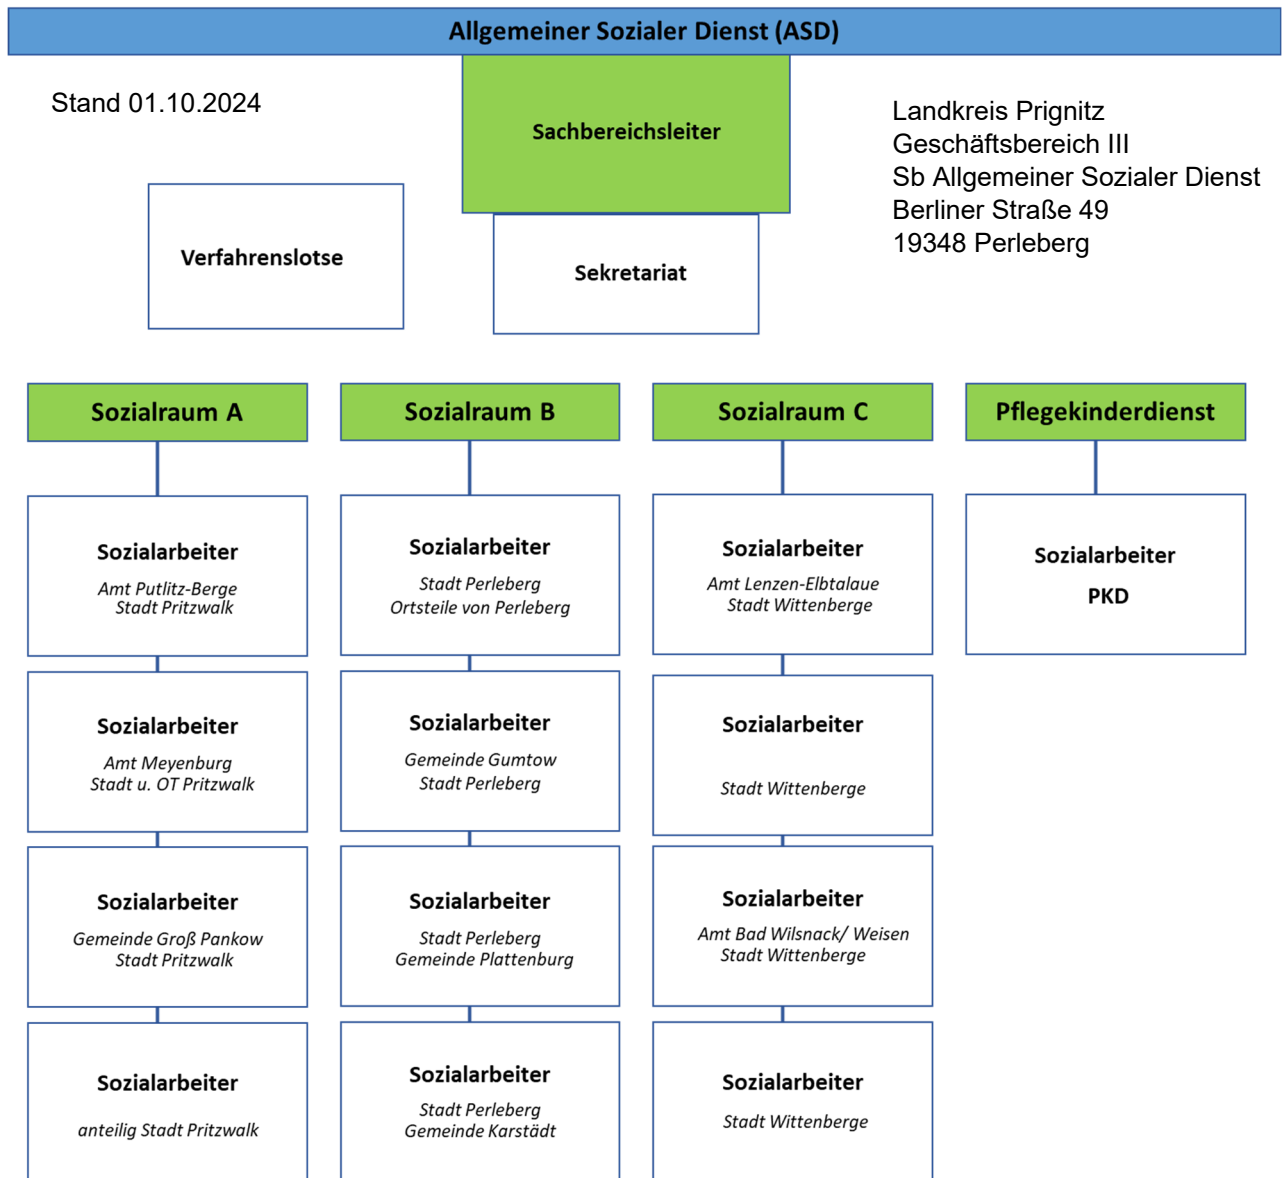 Allgemeiner Sozialer Dienst (ASD)
Stand 01.10.2024
Sachbereichsleiter
Landkreis Prignitz
Geschäftsbereich III
Sb Allgemeiner Sozialer Dienst
Berliner Straße 49
19348 Perleberg
Verfahrenslotse
Sekretariat
Sozialraum A
Sozialarbeiter
Amt Putlitz-Berge
Stadt Pritzwalk
Sozialarbeiter
Amt Meyenburg
Stadt u. OT Pritzwalk
Sozialarbeiter
Gemeinde Groß Pankow
Stadt Pritzwalk
Sozialarbeiter
anteilig Stadt Pritzwalk
Sozialraum B
Sozialarbeiter
Stadt Perleberg
Ortsteile von Perleberg
Sozialarbeiter
Gemeinde Gumtow
Stadt Perleberg
Sozialarbeiter
Stadt Perleberg
Gemeinde Plattenburg
Sozialarbeiter
Stadt Perleberg
Gemeinde Karstädt
Sozialraum C
Sozialarbeiter
Amt Lenzen-Elbtalaue
Stadt Wittenberge
Sozialarbeiter
Stadt Wittenberge
Sozialarbeiter
Amt Bad Wilsnack/ Weisen
Stadt Wittenberge
Sozialarbeiter
Stadt Wittenberge
Pflegekinderdienst
Sozialarbeiter
PKD